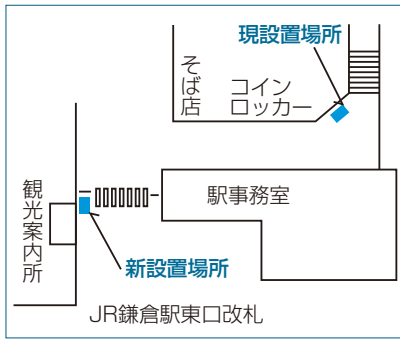 現設置場所
そば店
コイン
ロッカー
観光案内所
駅事務室
新設置場所
JR鎌倉駅東口改札